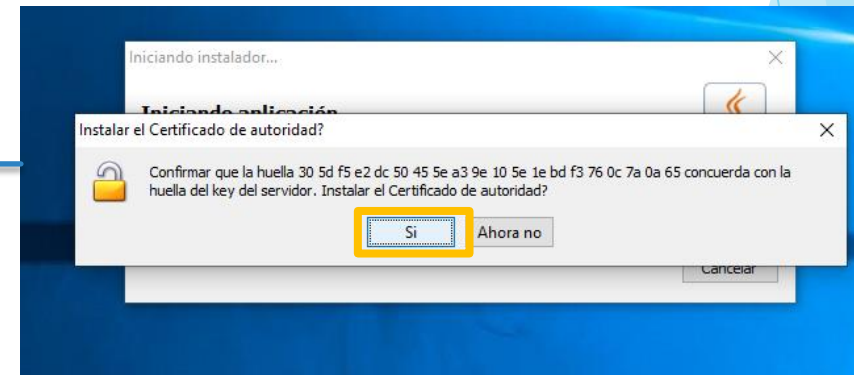 Iniciando instalador...
Iniciando aplicación
Instalar el Certificado de autoridad?
Confirmar que la huella 30 5d f5 e2 dc 50 45 5e a3 9e 10 5e 1e bd f3 76 0c 7a 0a 65 concuerda con la
huella del key del servidor. Instalar el Certificado de autoridad?
Si Ahora no
Cancelar